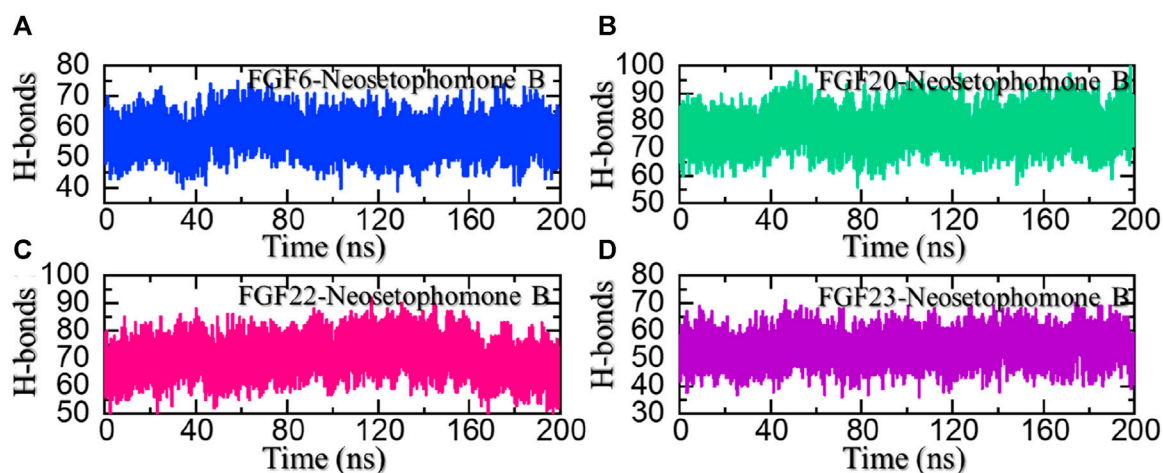 A
H-bonds
80
70
60
50
40
FGF6-Neosetophomone B
0 40 80 120 160 200
Time (ns)
B
H-bonds
100
90
80
70
60
50
FGF20-Neosetophomone B
0 40 80 120 160 200
Time (ns)
C
H-bonds
100
90
80
70
60
50
FGF22-Neosetophomone B
0 40 80 120 160 200
Time (ns)
D
H-bonds
80
70
60
50
40
30
FGF23-Neosetophomone B
0 40 80 120 160 200
Time (ns)